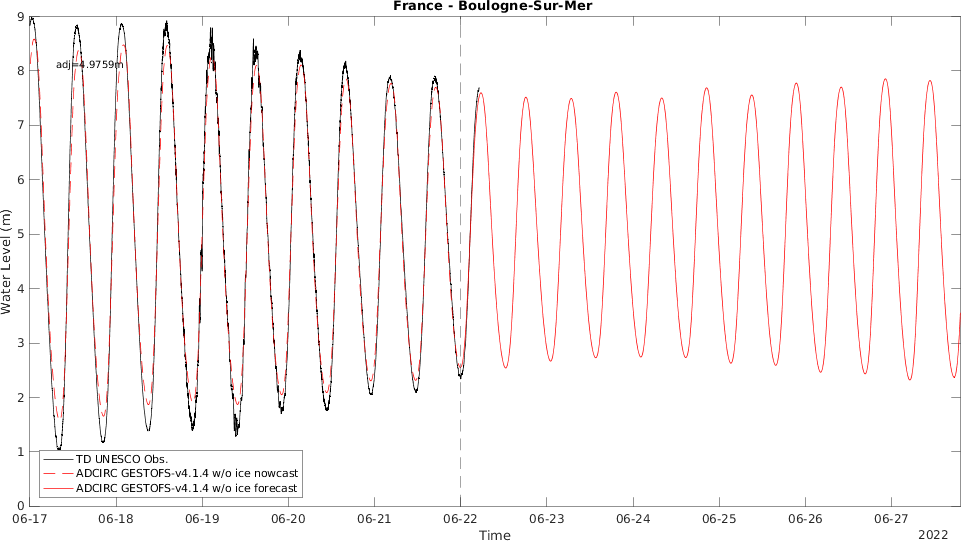 France - Boulogne-Sur-Mer
9
8
7
6
5
4
3
2
1
0
Water Level (m)
adj=4.9759m
TD UNESCO Obs.
ADCIRC GESTOFS-v4.1.4 w/o ice nowcast
ADCIRC GESTOFS-v4.1.4 w/o ice forecast
06-17 06-18 06-19 06-20 06-21 06-22 06-23 06-24 06-25 06-26 06-27
Time
2022